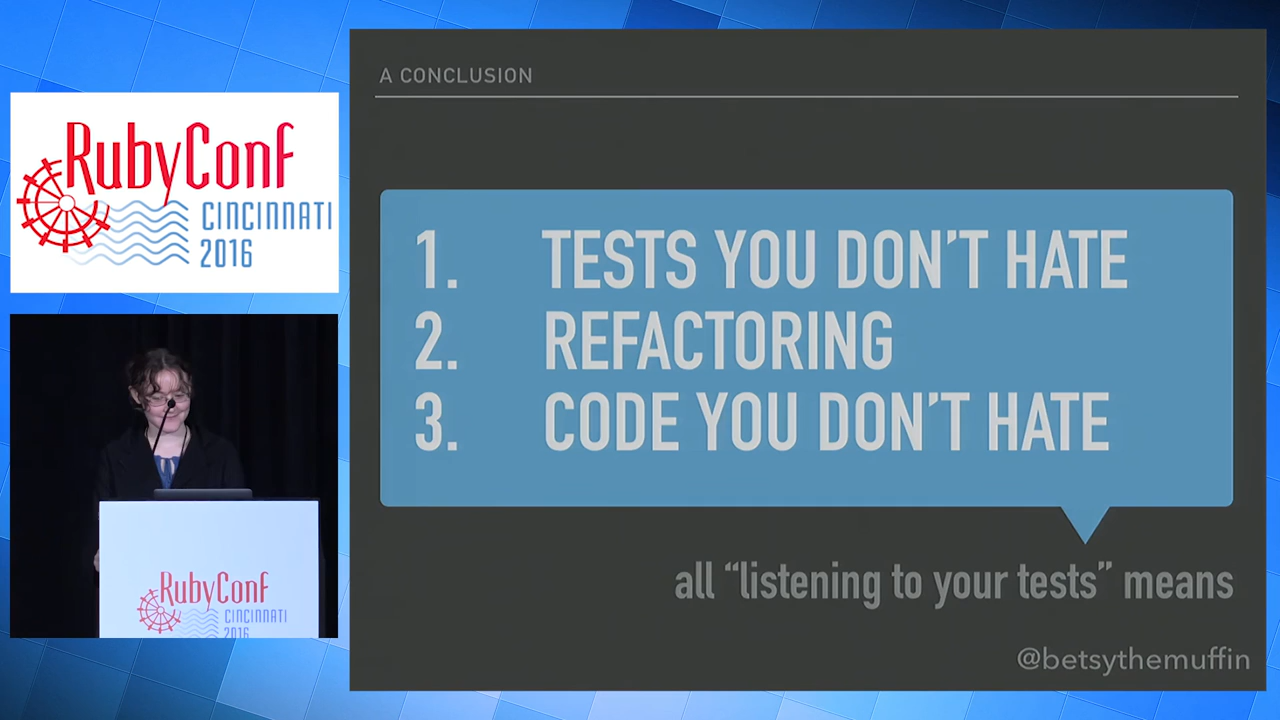 RubyConf
CINCINNATI
2016
RubyConf
CINCINNATI
2016
A CONCLUSION
1. TESTS YOU DON'T HATE
2. REFACTORING
3. CODE YOU DON'T HATE
all “listening to your tests” means
@betsythemuffin